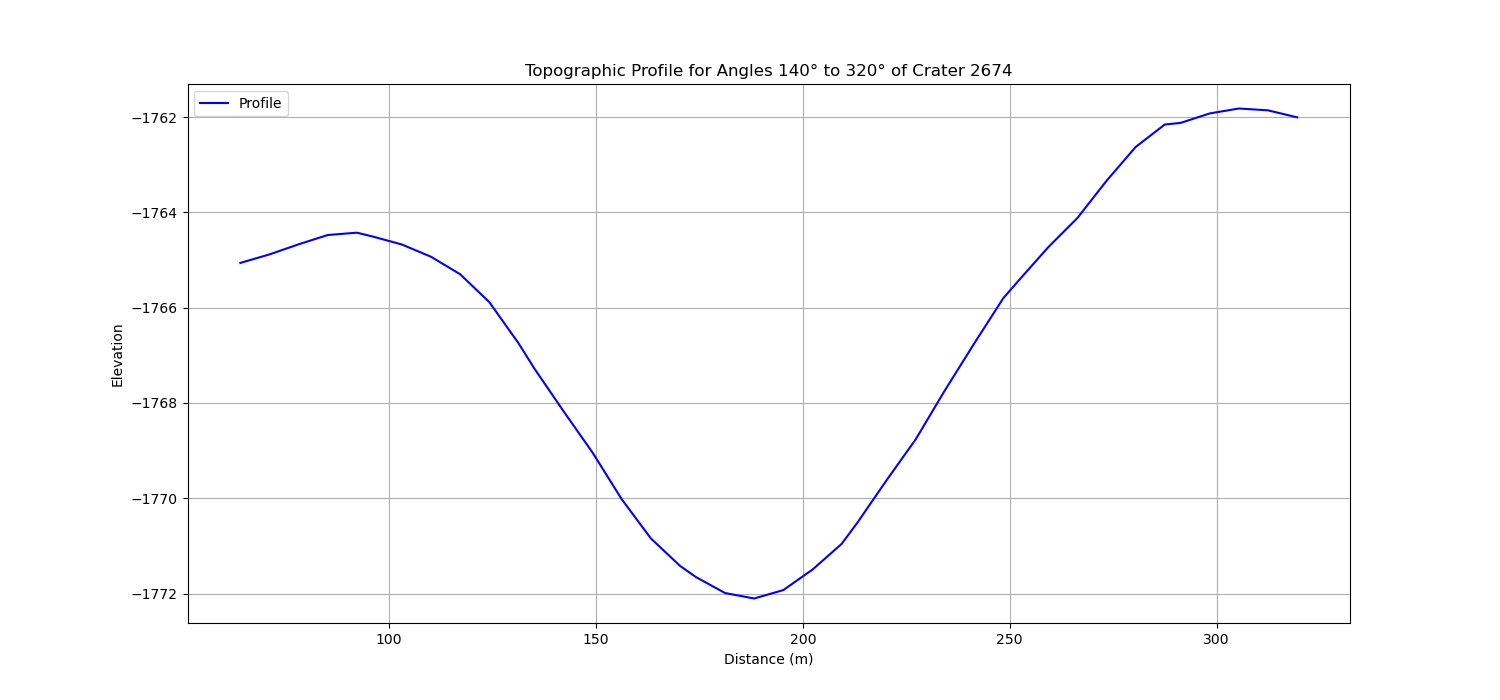 Topographic Profile for Angles 140° to 320° of Crater 2674
Profile
−1762
−1764
−1766
−1768
−1770
−1772
Elevation
100
150
200
250
300
Distance (m)